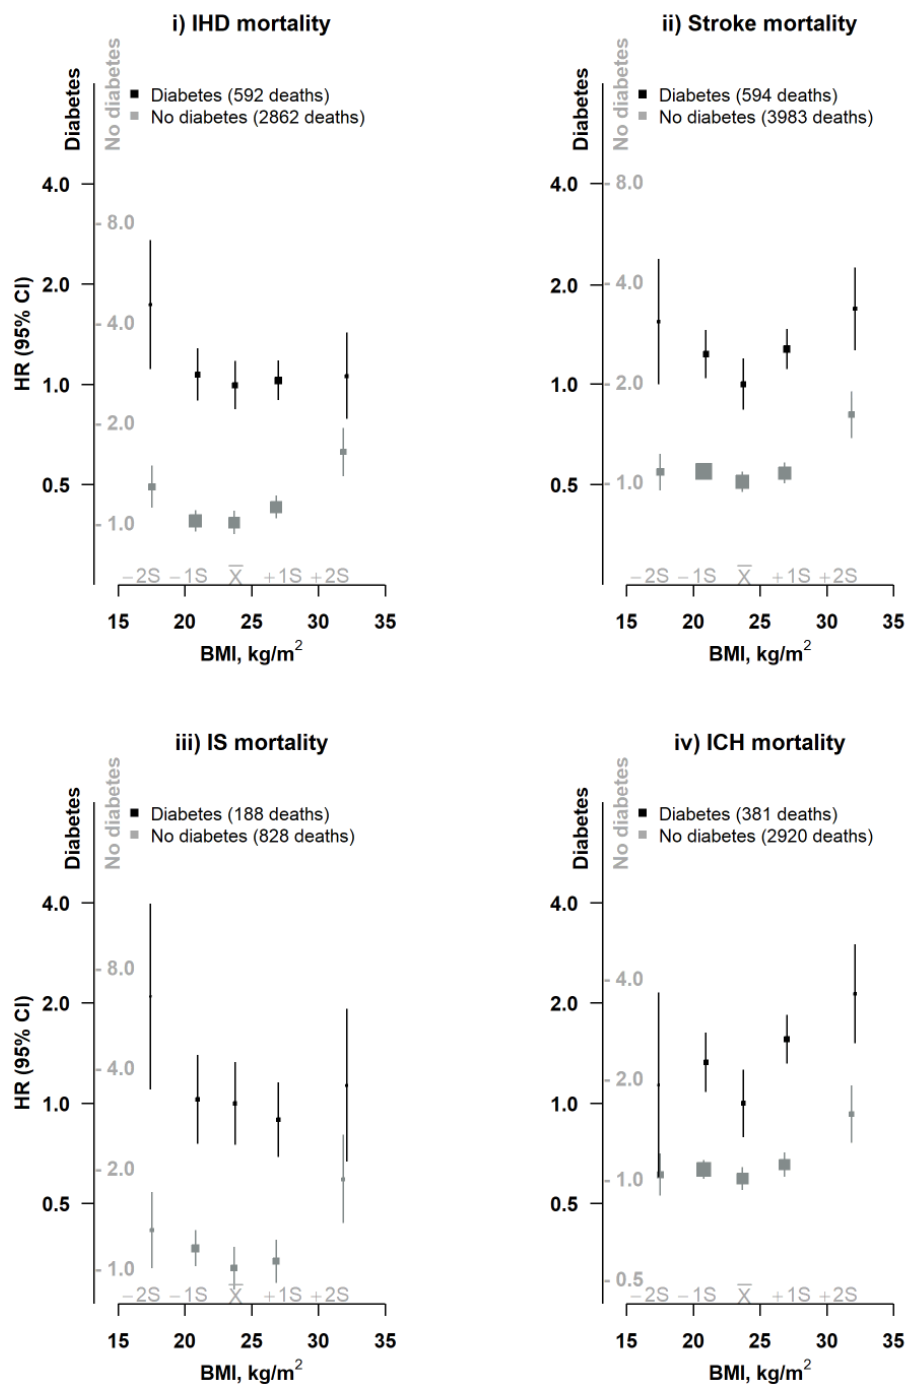 i) IHD mortality
Diabetes
No diabetes
Diabetes (592 deaths)
No diabetes (2862 deaths)
HR (95% CI)
4.0
2.0
1.0
0.5
8.0
4.0
2.0
1.0
−2S −1S X̅ +1S +2S
15 20 25 30 35
BMI, kg/m²
ii) Stroke mortality
Diabetes
No diabetes
Diabetes (594 deaths)
No diabetes (3983 deaths)
4.0
2.0
1.0
0.5
8.0
4.0
2.0
1.0
−2S −1S X̅ +1S +2S
15 20 25 30 35
BMI, kg/m²
iii) IS mortality
Diabetes
No diabetes
Diabetes (188 deaths)
No diabetes (828 deaths)
HR (95% CI)
4.0
2.0
1.0
0.5
8.0
4.0
2.0
1.0
−2S −1S X̅ +1S +2S
15 20 25 30 35
BMI, kg/m²
iv) ICH mortality
Diabetes
No diabetes
Diabetes (381 deaths)
No diabetes (2920 deaths)
4.0
2.0
1.0
0.5
4.0
2.0
1.0
0.5
−2S −1S X̅ +1S +2S
15 20 25 30 35
BMI, kg/m²